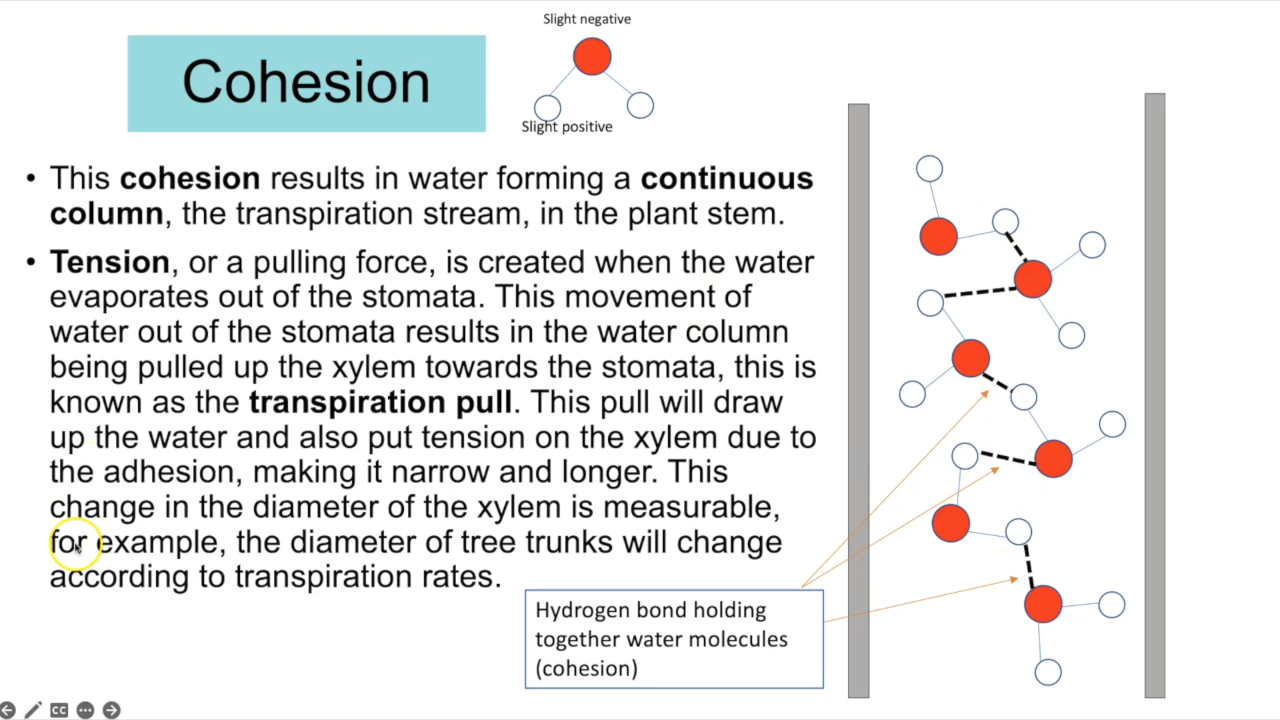 Slight negative
Cohesion
Slight positive
• This cohesion results in water forming a continuous
column, the transpiration stream, in the plant stem.
• Tension, or a pulling force, is created when the water
evaporates out of the stomata. This movement of
water out of the stomata results in the water column
being pulled up the xylem towards the stomata, this is
known as the transpiration pull. This pull will draw
up the water and also put tension on the xylem due to
the adhesion, making it narrow and longer. This
change in the diameter of the xylem is measurable,
for example, the diameter of tree trunks will change
according to transpiration rates.
Hydrogen bond holding
together water molecules
(cohesion)
CC